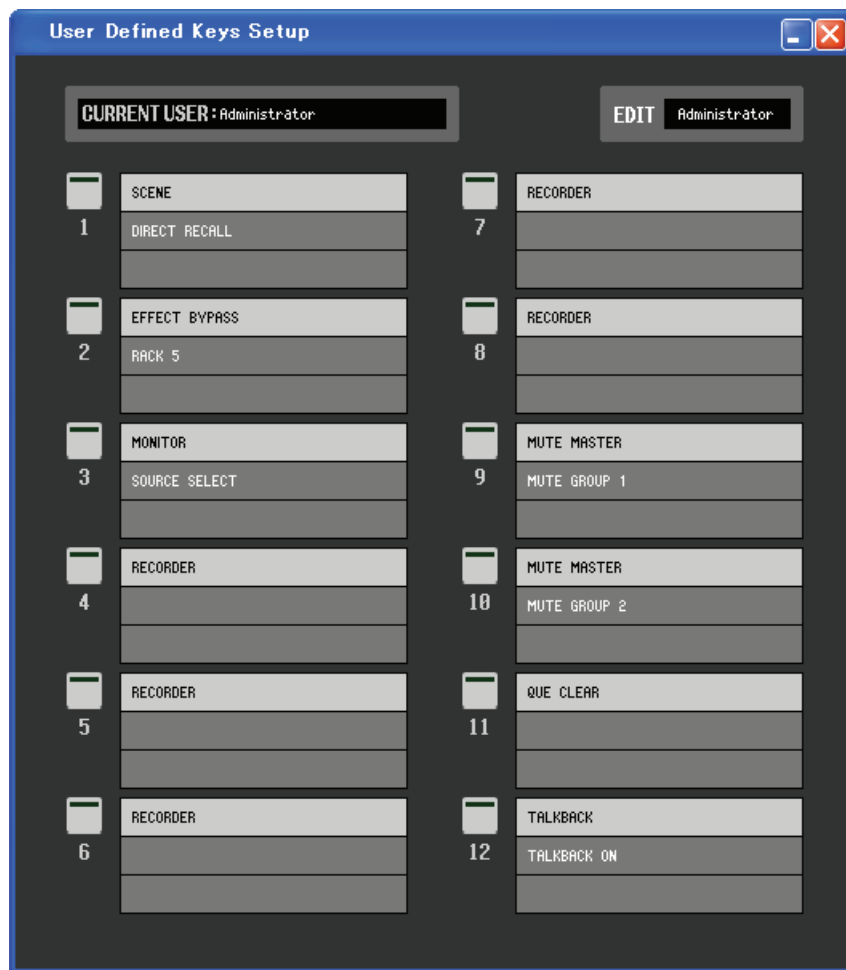 User Defined Keys Setup
CURRENT USER : Administrator
EDIT Administrator
1
SCENE
DIRECT RECALL
2
EFFECT BYPASS
RACK 5
3
MONITOR
SOURCE SELECT
4
RECORDER
5
RECORDER
6
RECORDER
7
RECORDER
8
RECORDER
9
MUTE MASTER
MUTE GROUP 1
10
MUTE MASTER
MUTE GROUP 2
11
QUE CLEAR
12
TALKBACK
TALKBACK ON